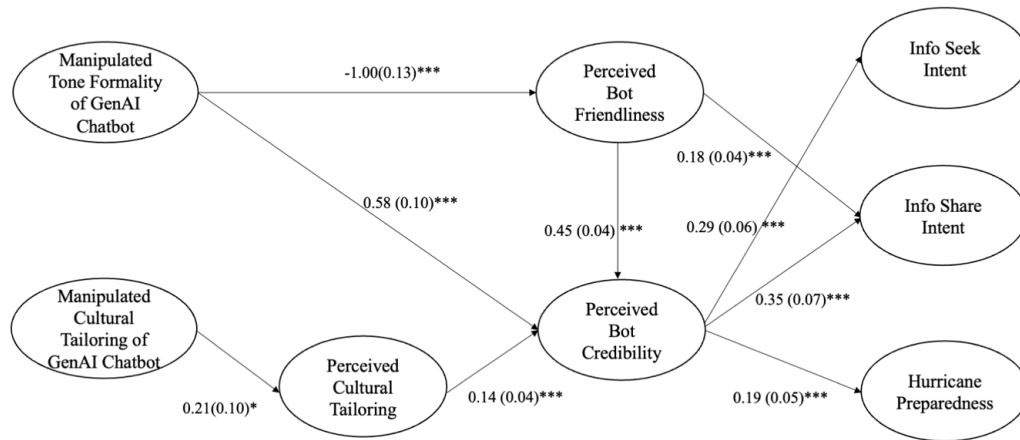 Manipulated
Tone Formality
of GenAI
Chatbot
-1.00(0.13)***
Perceived
Bot
Friendliness
Info Seek
Intent
0.18 (0.04)***
0.58 (0.10)***
0.45 (0.04) ***
0.29 (0.06) ***
Info Share
Intent
Manipulated
Cultural
Tailoring of
GenAI Chatbot
0.21(0.10)*
Perceived
Cultural
Tailoring
0.14 (0.04)***
Perceived
Bot
Credibility
0.35 (0.07)***
0.19 (0.05)***
Hurricane
Preparedness